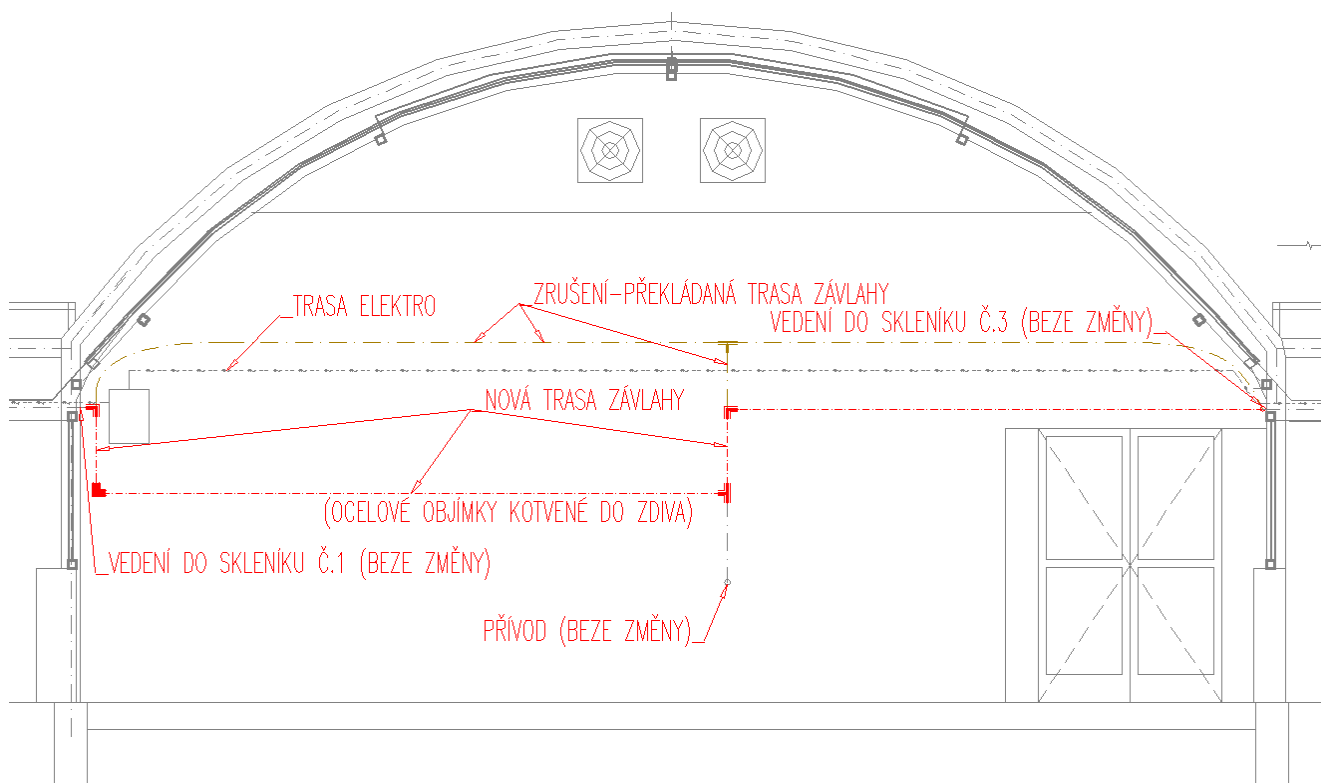 ZRUŠENÍ-PŘEKLÁDANÁ TRASA ZÁVLAHY
TRASA ELEKTRO
VEDENÍ DO SKLENÍKU Č.3 (BEZE ZMĚNY)
NOVÁ TRASA ZÁVLAHY
(OCELOVÉ OBJÍMKY KOTVENÉ DO ZDIVA)
VEDENÍ DO SKLENÍKU Č.1 (BEZE ZMĚNY)
PŘÍVOD (BEZE ZMĚNY)